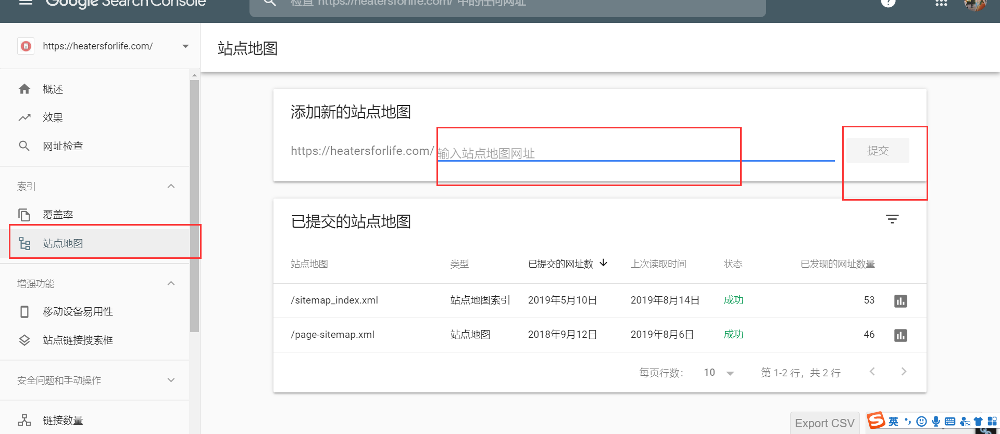 Google Search Console
检查 https://heatersforlife.com/ 中的任何网址
https://heatersforlife.com/
站点地图
概述
效果
网址检查
索引
覆盖率
站点地图
增强功能
移动设备易用性
站点链接搜索框
安全问题和手动操作
链接数量
添加新的站点地图
https://heatersforlife.com/ 输入站点地图网址 提交
已提交的站点地图
站点地图 类型 已提交的网址数 上次读取时间 状态 已发现的网址数量
/sitemap_index.xml 站点地图索引 2019年5月10日 2019年8月14日 成功 53
/page-sitemap.xml 站点地图 2018年9月12日 2019年8月6日 成功 46
每页行数： 10 第 1-2 行，共 2 行
Export CSV
英